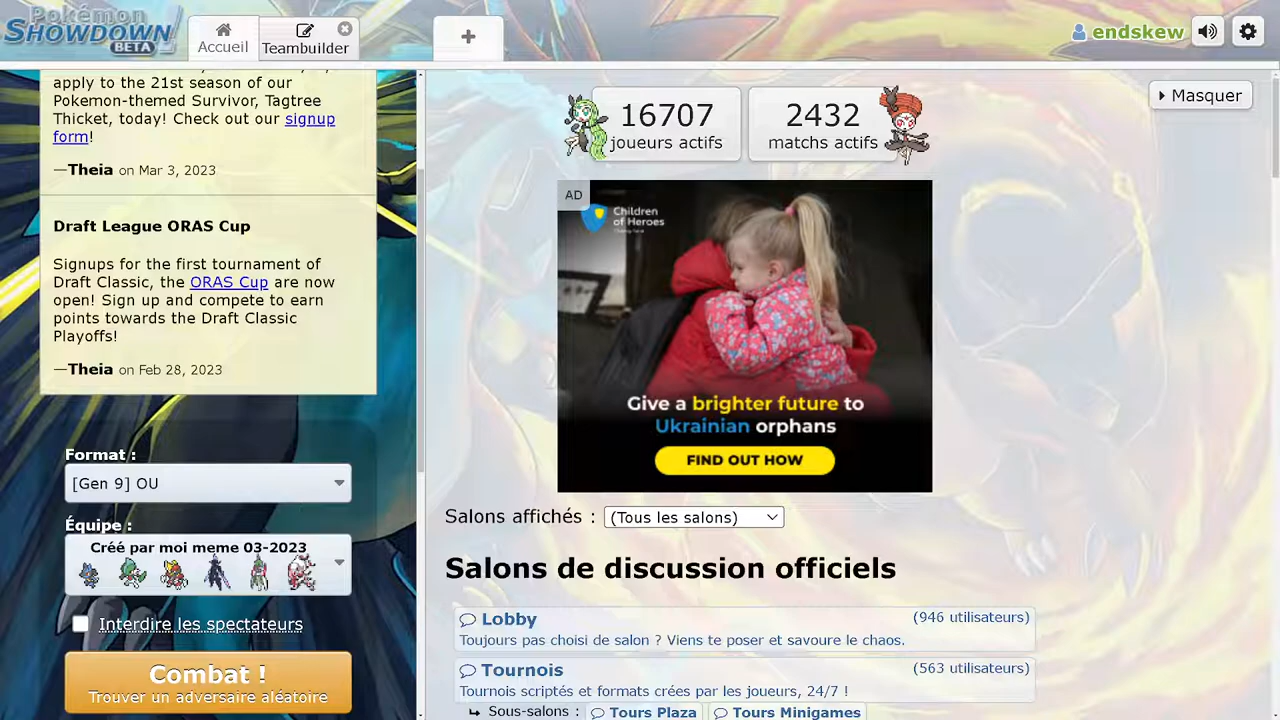 Pokémon
SHOWDOWN
BETA
Accueil
Teambuilder
+
endskew
apply to the 21st season of our
Pokemon-themed Survivor, Tagtree
Thicket, today! Check out our signup
form!
—Theia on Mar 3, 2023
Draft League ORAS Cup
Signups for the first tournament of
Draft Classic, the ORAS Cup are now
open! Sign up and compete to earn
points towards the Draft Classic
Playoffs!
—Theia on Feb 28, 2023
Format :
[Gen 9] OU
Équipe :
Créé par moi meme 03-2023
Interdire les spectateurs
Combat !
Trouver un adversaire aléatoire
16707
joueurs actifs
2432
matchs actifs
Masquer
AD
Children
of Heroes
Give a brighter future to
Ukrainian orphans
FIND OUT HOW
Salons affichés : (Tous les salons)
Salons de discussion officiels
Lobby (946 utilisateurs)
Toujours pas choisi de salon ? Viens te poser et savoure le chaos.
Tournois (563 utilisateurs)
Tournois scriptés et formats crées par les joueurs, 24/7 !
Sous-salons : Tours Plaza Tours Minigames